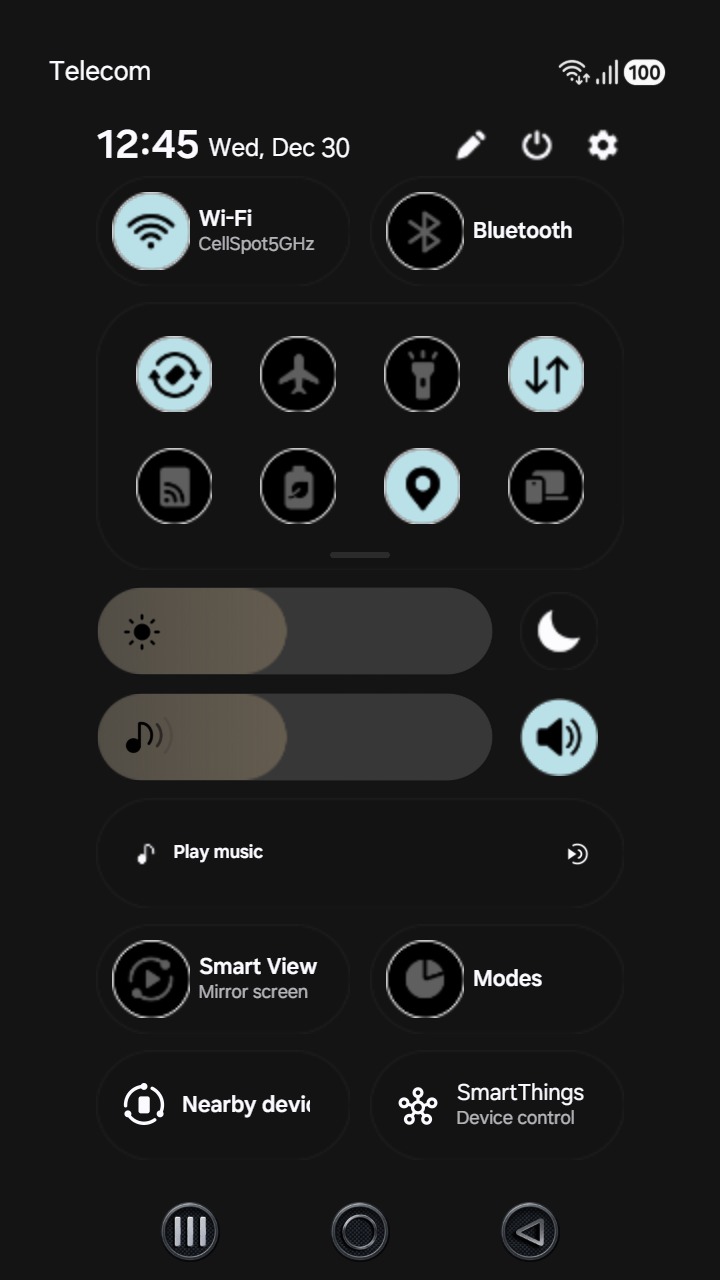 Telecom
100
12:45 Wed, Dec 30
Wi-Fi
CellSpot5GHz
Bluetooth
Play music
Smart View
Mirror screen
Modes
Nearby devi
SmartThings
Device control